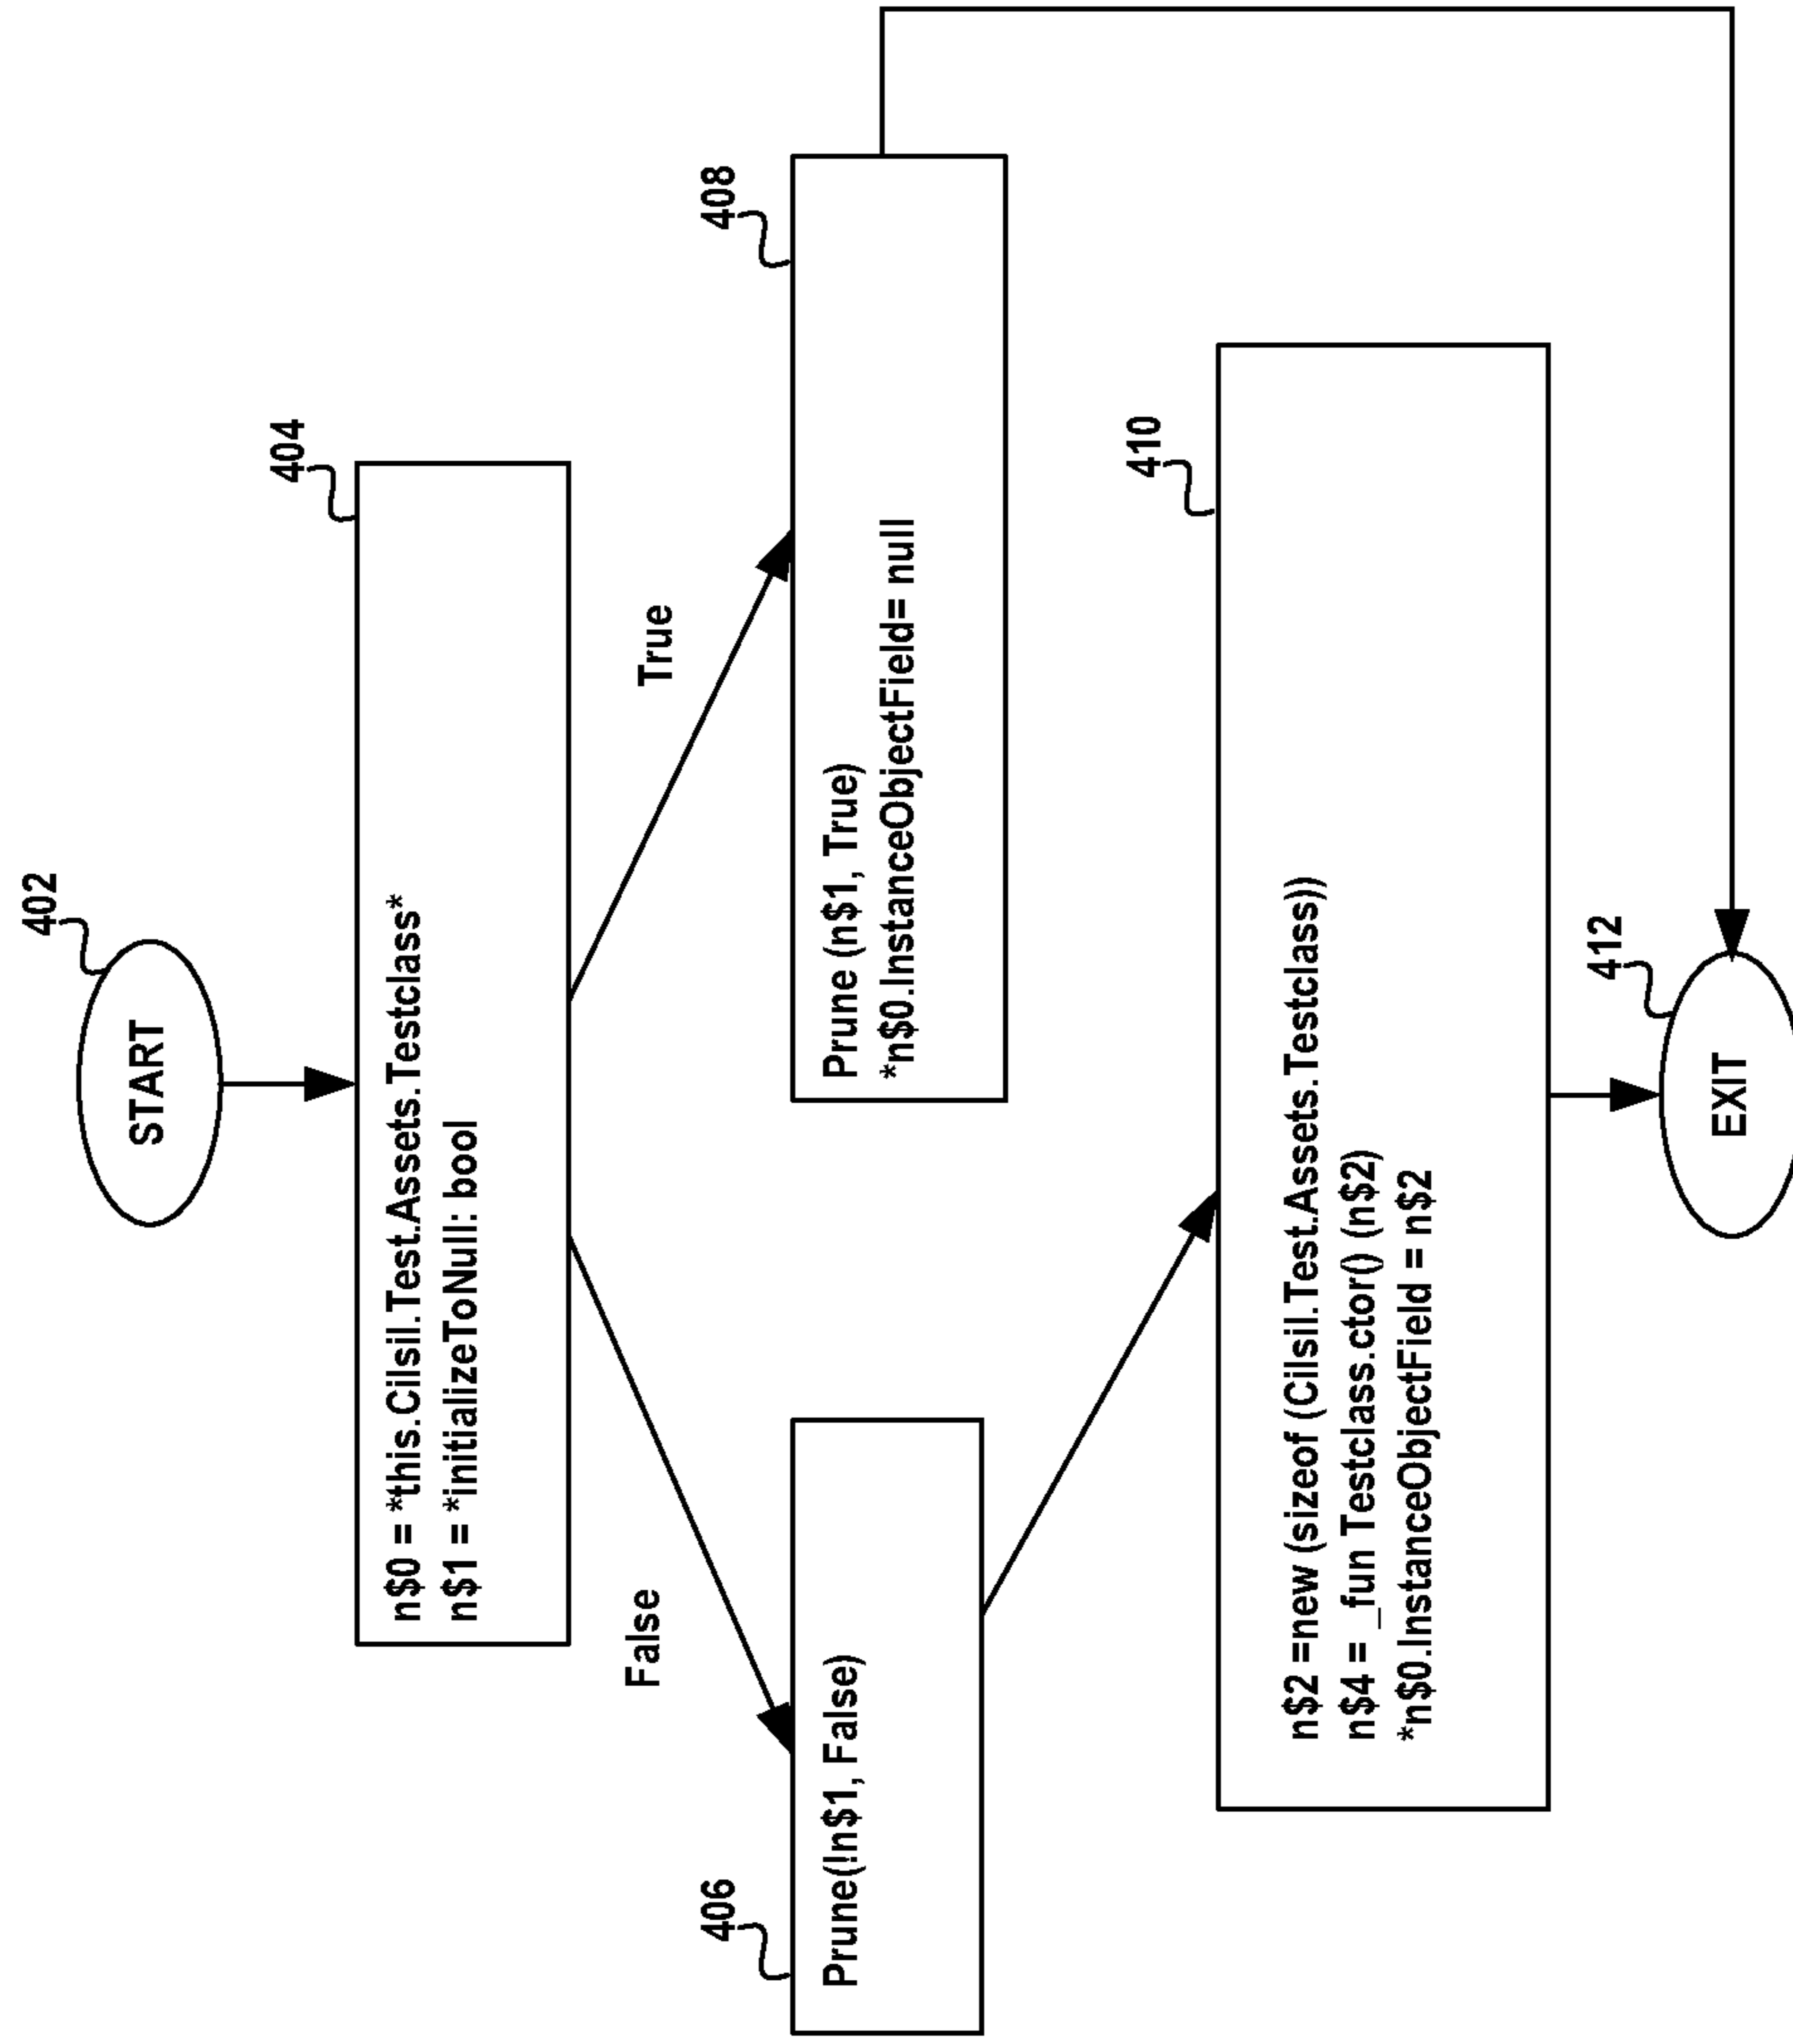 402
START
404
n$0 = *this.Cilsil.Test.Assets.Testclass*
n$1 = *initializeToNull: bool
False
True
406
Prune(!n$1, False)
408
Prune (n$1, True)
*n$0.InstanceObjectField= null
410
n$2 =new (sizeof (Cilsil.Test.Assets.Testclass))
n$4 = _fun Testclass.ctor() (n$2)
*n$0.InstanceObjectField = n$2
412
EXIT